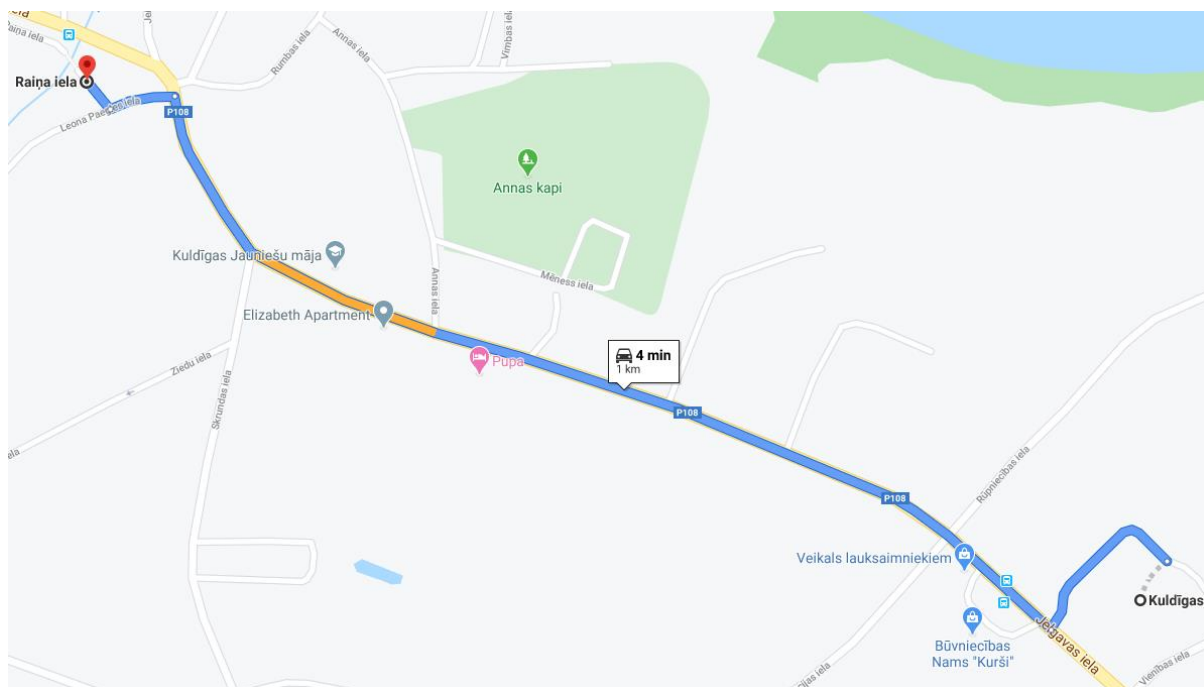 iela
Raiņa iela
Raiņa iela
Leona Paegles iela
P108
Rumbas iela
Annas iela
Vimbas iela
Annas kapi
Kuldīgas Jauniešu māja
Elizabeth Apartment
Annas iela
Mēness iela
Pupa
4 min
1 km
P108
Ziedu iela
Skrundas iela
P108
Rūpniecības iela
Veikals lauksaimniekiem
Kuldīgas
Jelgavas iela
Būvniecības
Nams "Kurši"
Vienības iela